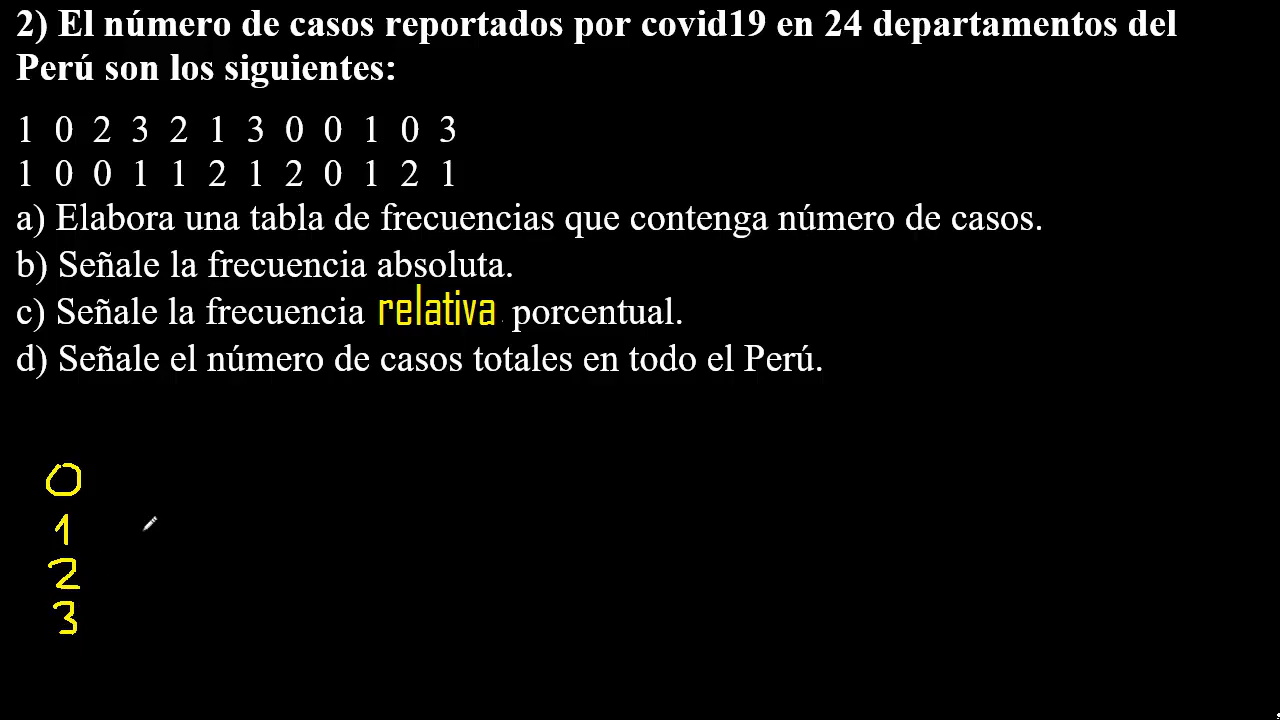 2) El número de casos reportados por covid19 en 24 departamentos del
Perú son los siguientes:
1 0 2 3 2 1 3 0 0 1 0 3
1 0 0 1 1 2 1 2 0 1 2 1
a) Elabora una tabla de frecuencias que contenga número de casos.
b) Señale la frecuencia absoluta.
c) Señale la frecuencia relativa porcentual.
d) Señale el número de casos totales en todo el Perú.
0
1
2
3